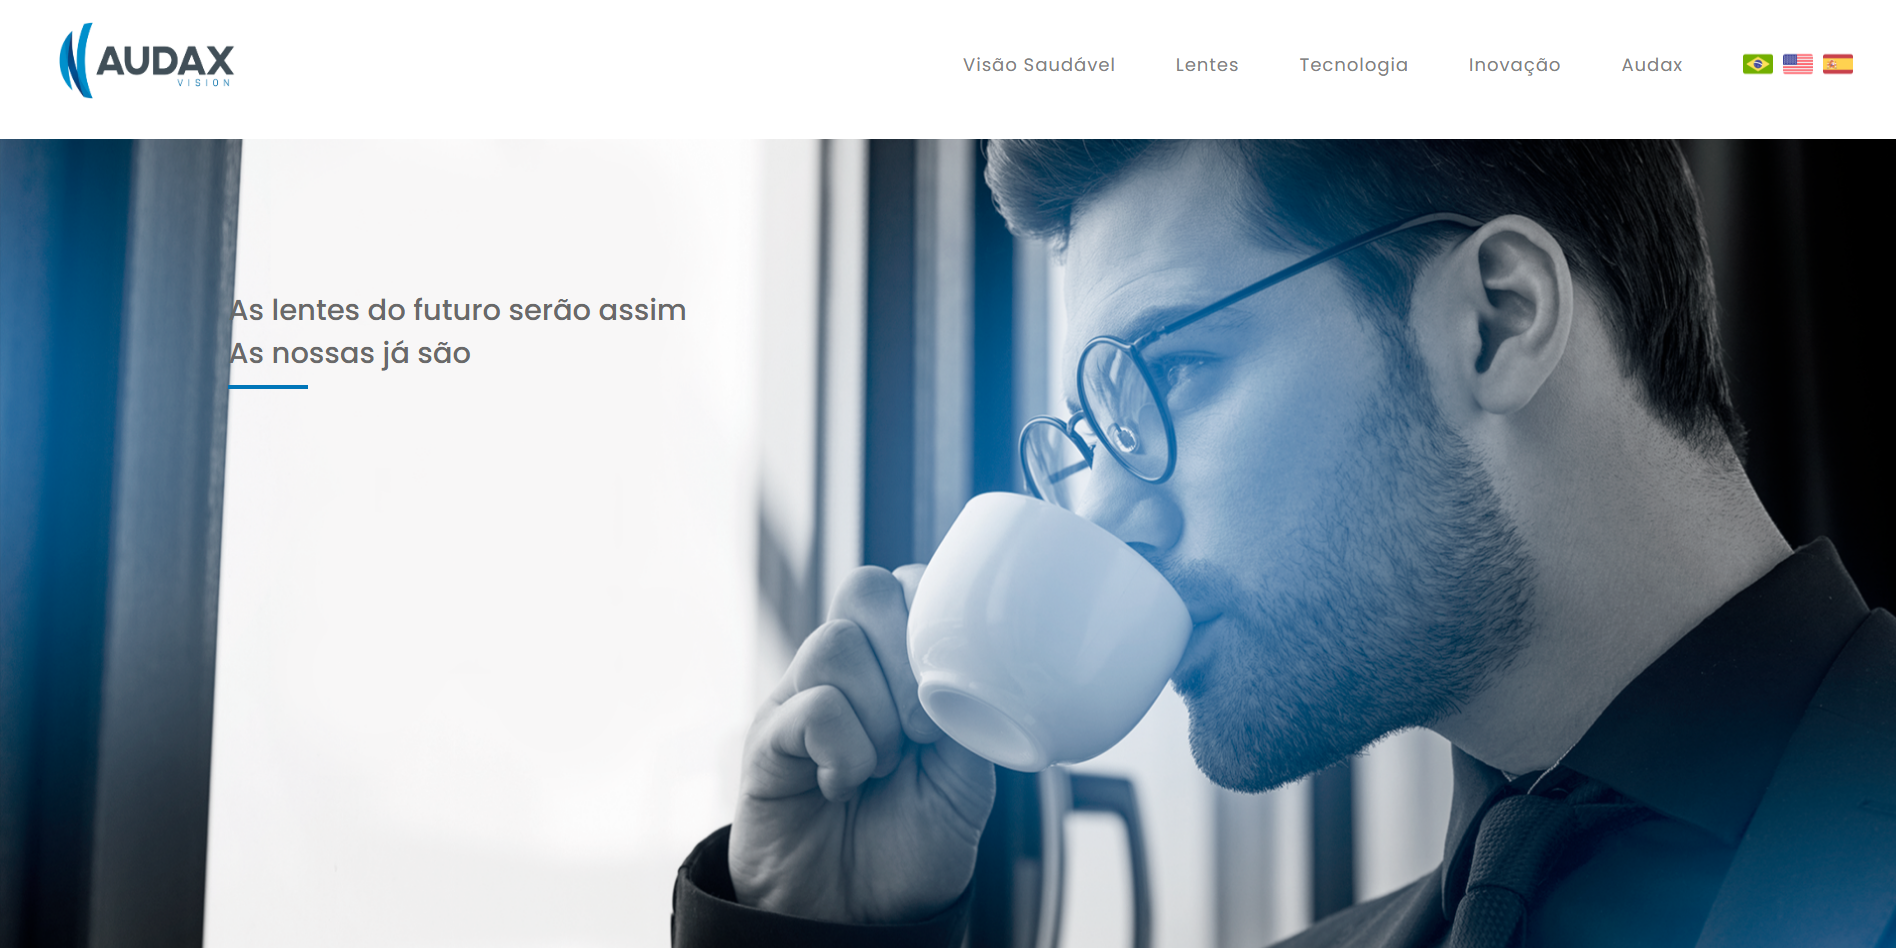 AUDAX
VISION
Visão Saudável
Lentes
Tecnologia
Inovação
Audax
As lentes do futuro serão assim
As nossas já são